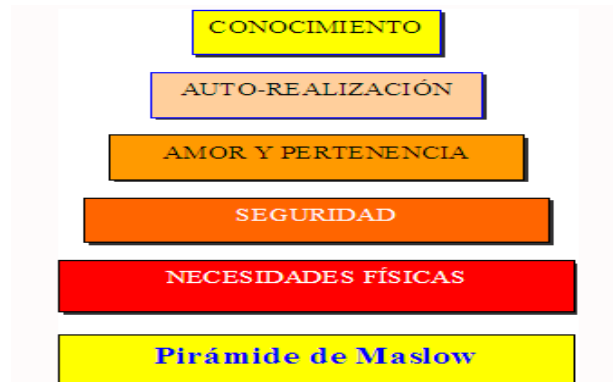 CONOCIMIENTO
AUTO-REALIZACIÓN
AMOR Y PERTENENCIA
SEGURIDAD
NECESIDADES FÍSICAS
Pirámide de Maslow